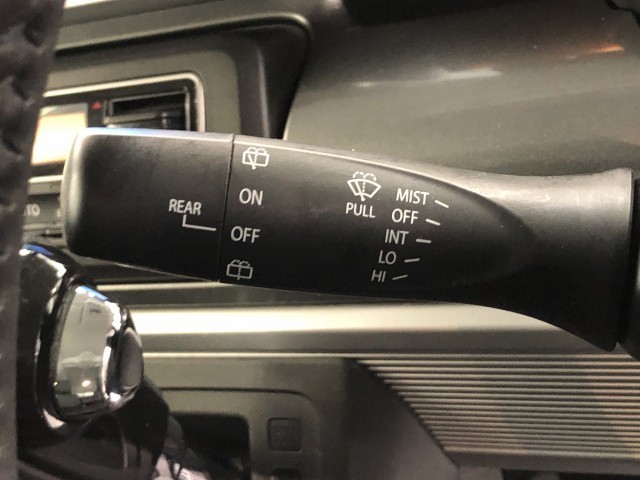 REAR
ON
OFF
PULL
MIST
OFF
INT
LO
HI